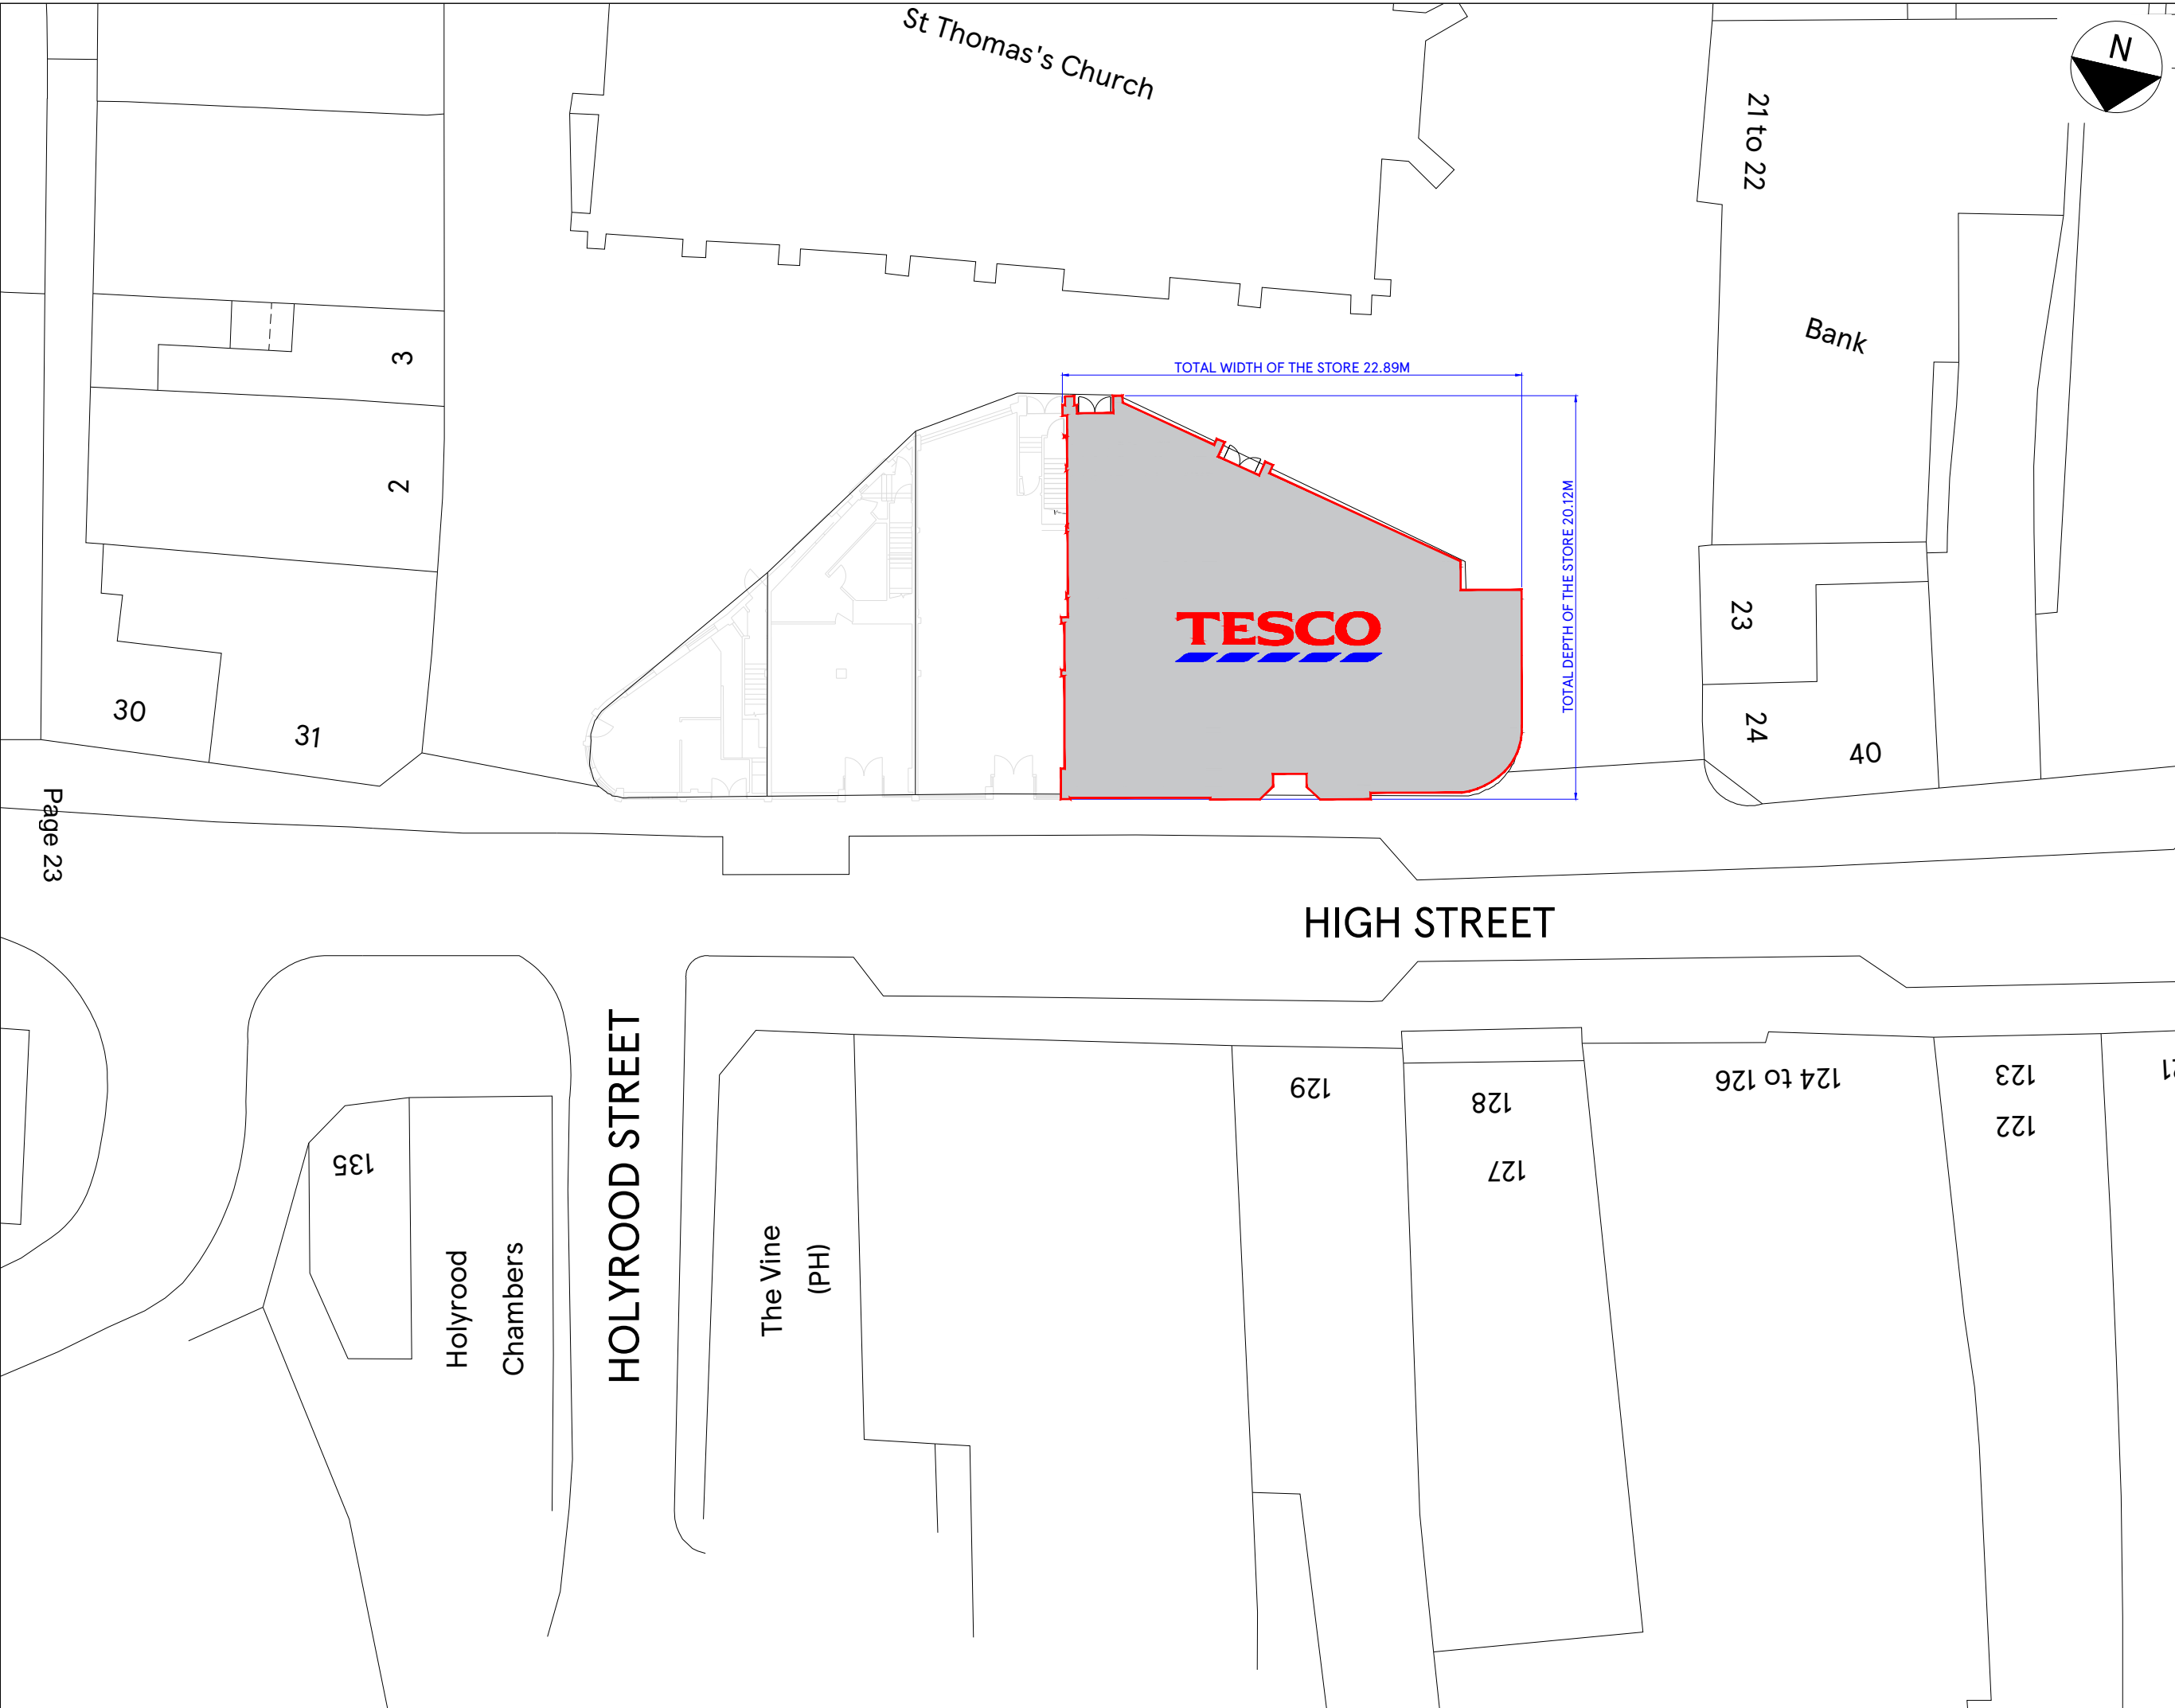 St Thomas's Church
N
21 to 22
Bank
3
2
TOTAL WIDTH OF THE STORE 22.89M
TOTAL DEPTH OF THE STORE 20.12M
TESCO
23
24
40
30
31
Page 23
HIGH STREET
HOLYROOD STREET
135
Holyrood
Chambers
The Vine
(PH)
129
128
127
124 to 126
123
122